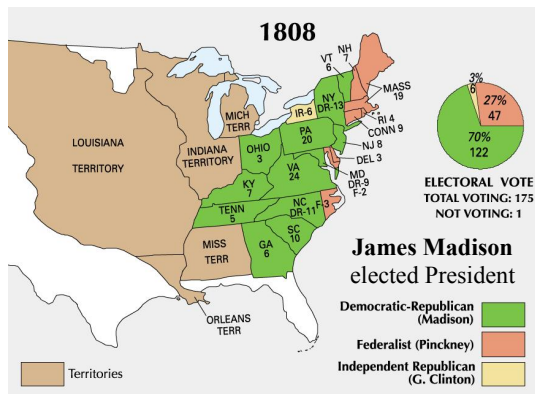 1808
NH
7
VT
6
MASS
19
RI 4
CONN 9
NY
DR-13
IR-6
MICH
TERR
PA
20
NJ 8
DEL 3
MD
DR-9
F-2
LOUISIANA
TERRITORY
INDIANA
TERRITORY
OHIO
3
VA
24
KY
7
NC
DR-11
F-3
TENN
5
SC
10
MISS
TERR
GA
6
ORLEANS
TERR
Territories
3%
6
27%
47
70%
122
ELECTORAL VOTE
TOTAL VOTING: 175
NOT VOTING: 1
James Madison
elected President
Democratic-Republican
(Madison)
Federalist (Pinckney)
Independent Republican
(G. Clinton)